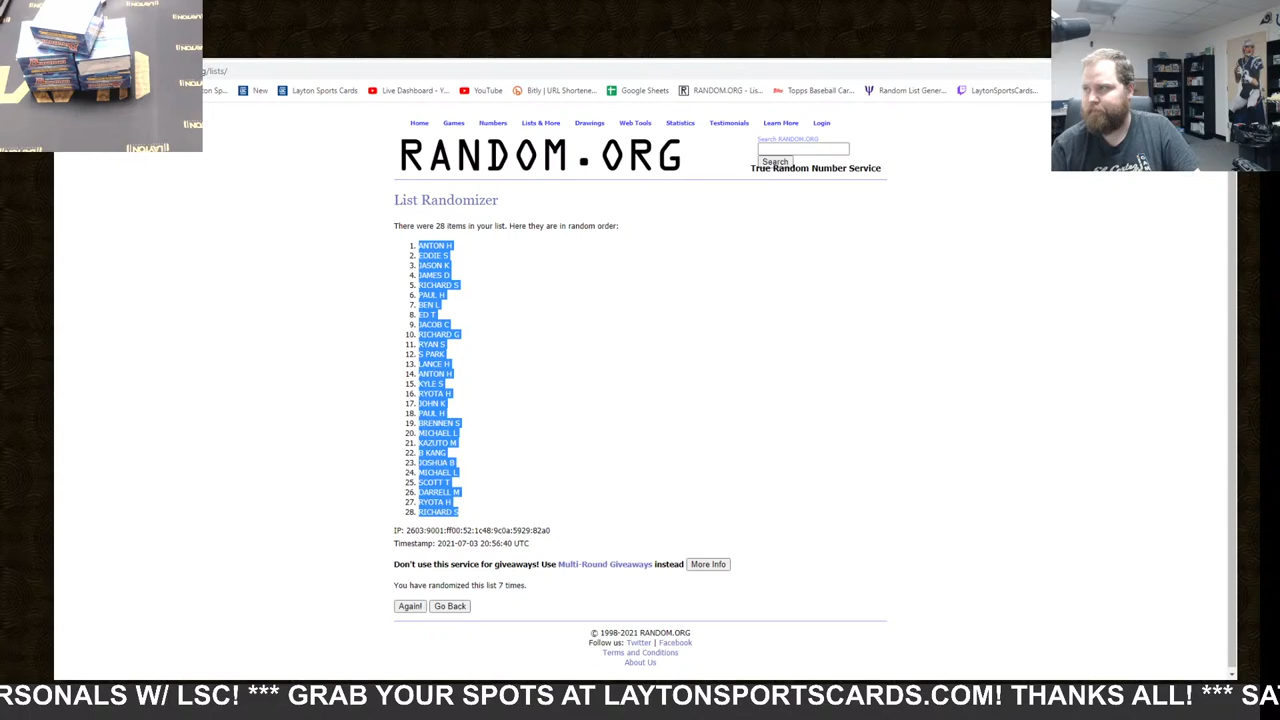 g/lists/
on Sp...
New
Layton Sports Cards
Live Dashboard - Y...
YouTube
Bitly | URL Shortene...
Google Sheets
RANDOM.ORG - Lis...
Topps Baseball Car...
Random List Gener...
LaytonSportsCards...
Home Games Numbers Lists & More Drawings Web Tools Statistics Testimonials Learn More Login
Search RANDOM.ORG
RANDOM.ORG
Search
True Random Number Service
List Randomizer
There were 28 items in your list. Here they are in random order:
1. ANTON H
2. EDDIE S
3. JASON K
4. JAMES D
5. RICHARD S
6. PAUL H
7. BEN L
8. ED T
9. JACOB C
10. RICHARD G
11. RYAN S
12. S PARK
13. LANCE H
14. ANTON H
15. KYLE S
16. RYOTA H
17. JOHN K
18. PAUL H
19. BRENNEN S
20. MICHAEL L
21. KAZUTO M
22. B KANG
23. JOSHUA B
24. MICHAEL L
25. SCOTT T
26. DARRELL M
27. RYOTA H
28. RICHARD S
IP: 2603:9001:ff00:52:1c48:9c0a:5929:82a0
Timestamp: 2021-07-03 20:56:40 UTC
Don't use this service for giveaways! Use Multi-Round Giveaways instead More Info
You have randomized this list 7 times.
Again! Go Back
© 1998-2021 RANDOM.ORG
Follow us: Twitter | Facebook
Terms and Conditions
About Us
RSONALS W/ LSC! *** GRAB YOUR SPOTS AT LAYTONSPORTSCARDS.COM! THANKS ALL! *** SAT